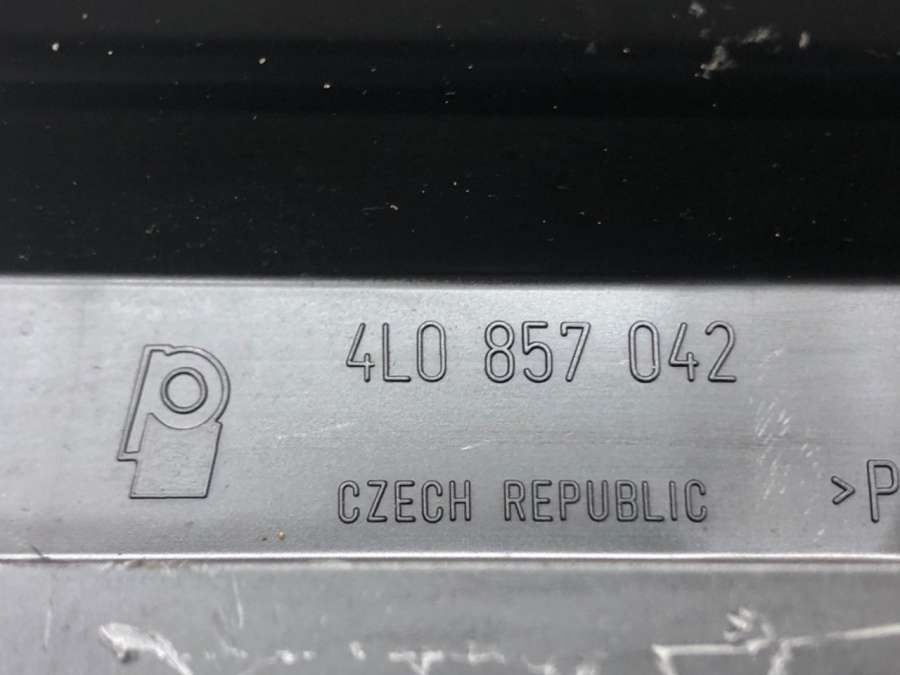 4L0 857 042
CZECH REPUBLIC
>P